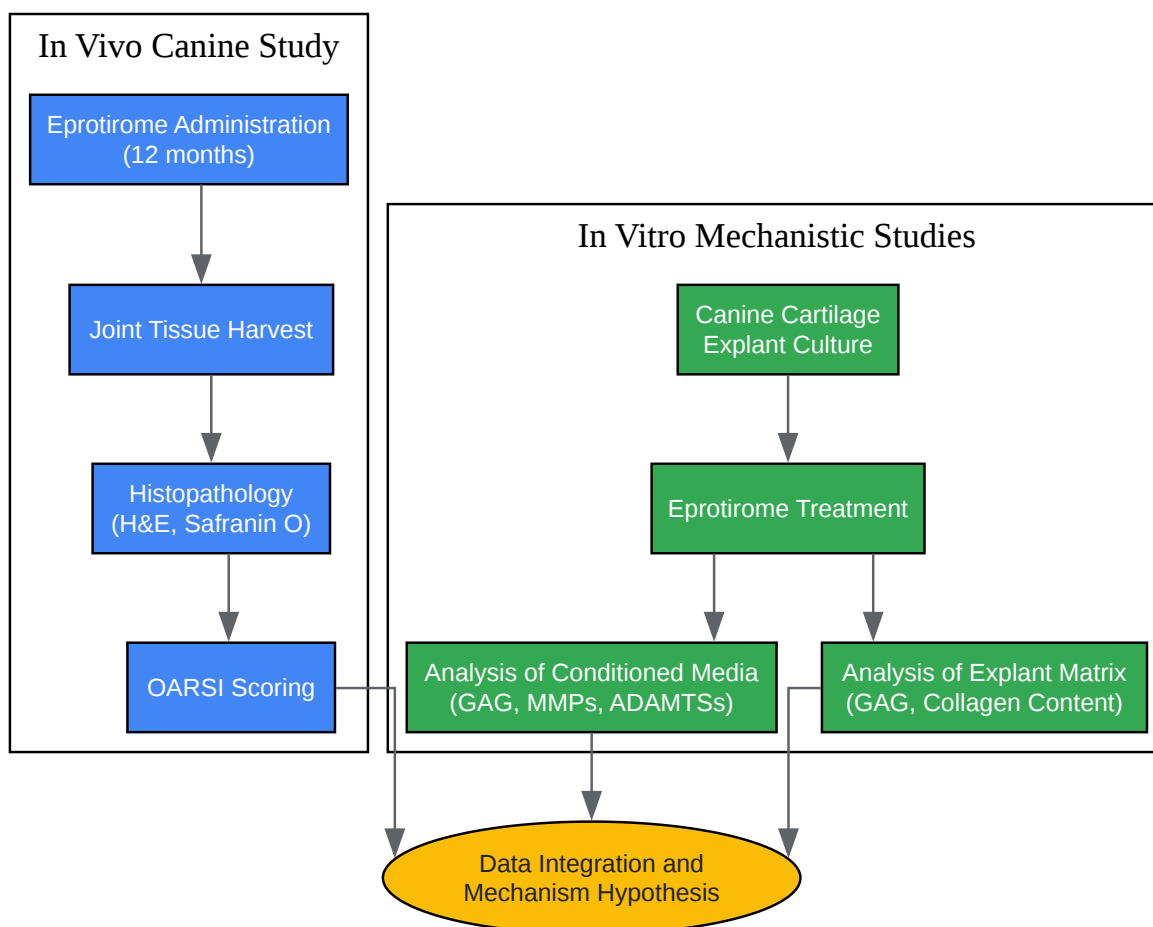 In Vivo Canine Study
Eprotirome Administration
(12 months)
Joint Tissue Harvest
Histopathology
(H&E, Safranin O)
OARSI Scoring
In Vitro Mechanistic Studies
Canine Cartilage
Explant Culture
Eprotirome Treatment
Analysis of Conditioned Media
(GAG, MMPs, ADAMTSs)
Analysis of Explant Matrix
(GAG, Collagen Content)
Data Integration and
Mechanism Hypothesis